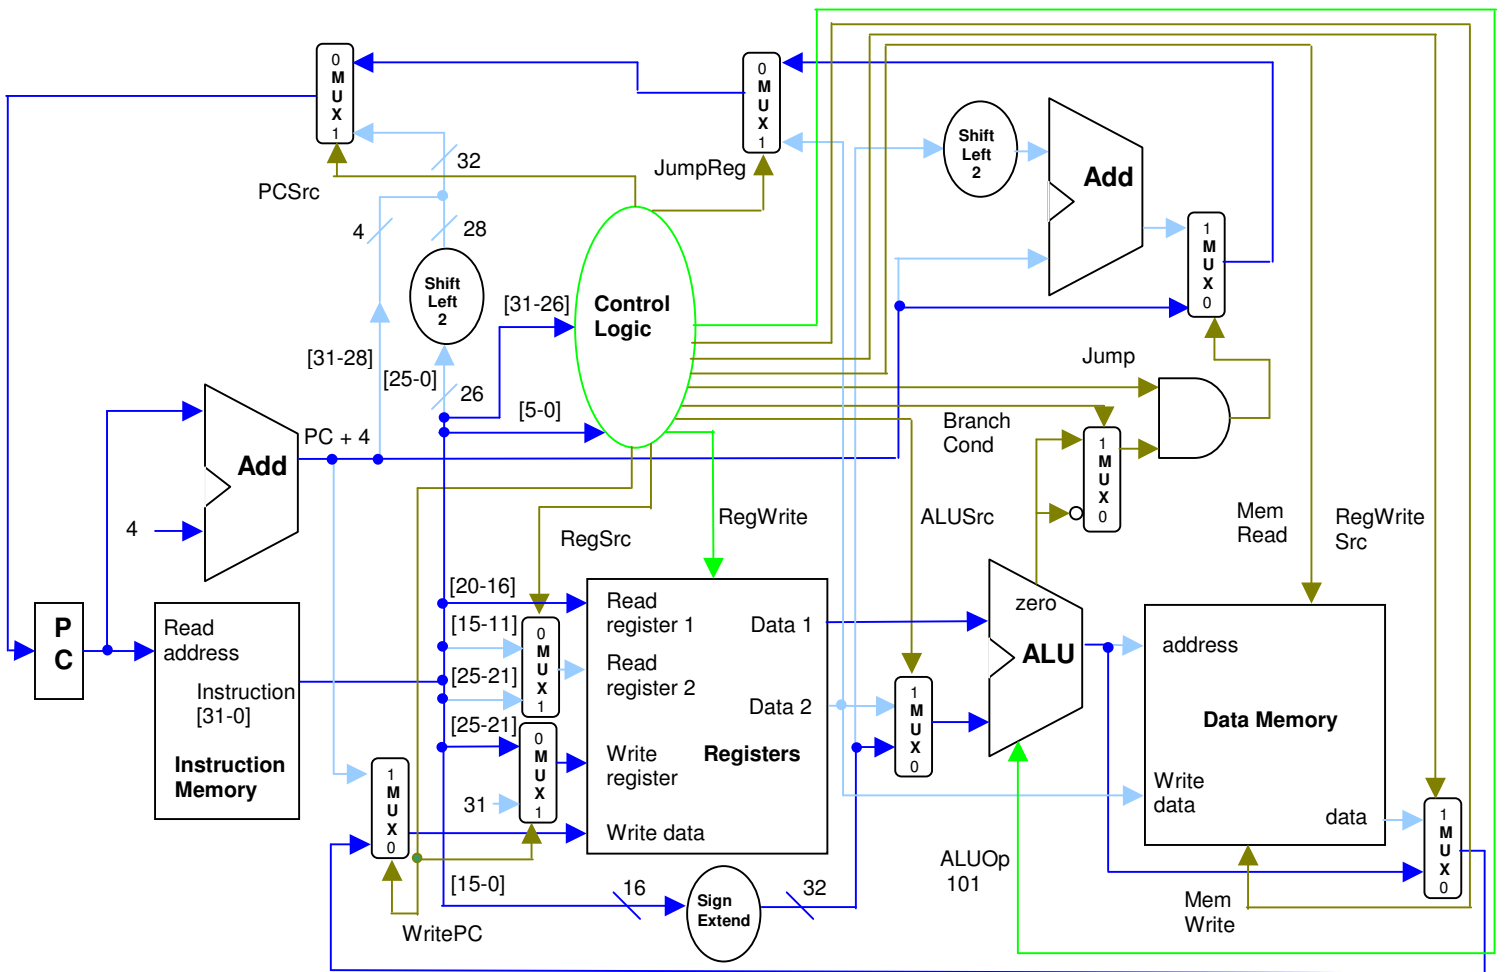 0
M
U
X
1
0
M
U
X
1
32
PCSrc
4
28
JumpReg
Shift
Left
2
Add
1
M
U
X
0
Shift
Left
2
[31-26]
Control
Logic
[31-28]
[25-0]
26
[5-0]
Jump
Branch
Cond
1
M
U
X
0
PC + 4
Add
4
RegSrc
RegWrite
ALUSrc
Mem
Read
RegWrite
Src
P
C
Read
address
Instruction
[31-0]
Instruction
Memory
[20-16]
[15-11]
[25-21]
[25-21]
0
M
U
X
1
0
M
U
X
1
31
Read
register 1
Data 1
Read
register 2
Data 2
Write
register
Registers
Write data
1
M
U
X
0
zero
ALU
address
Data Memory
Write
data
data
1
M
U
X
0
1
M
U
X
0
[15-0]
16
Sign
Extend
32
ALUOp
101
Mem
Write
WritePC